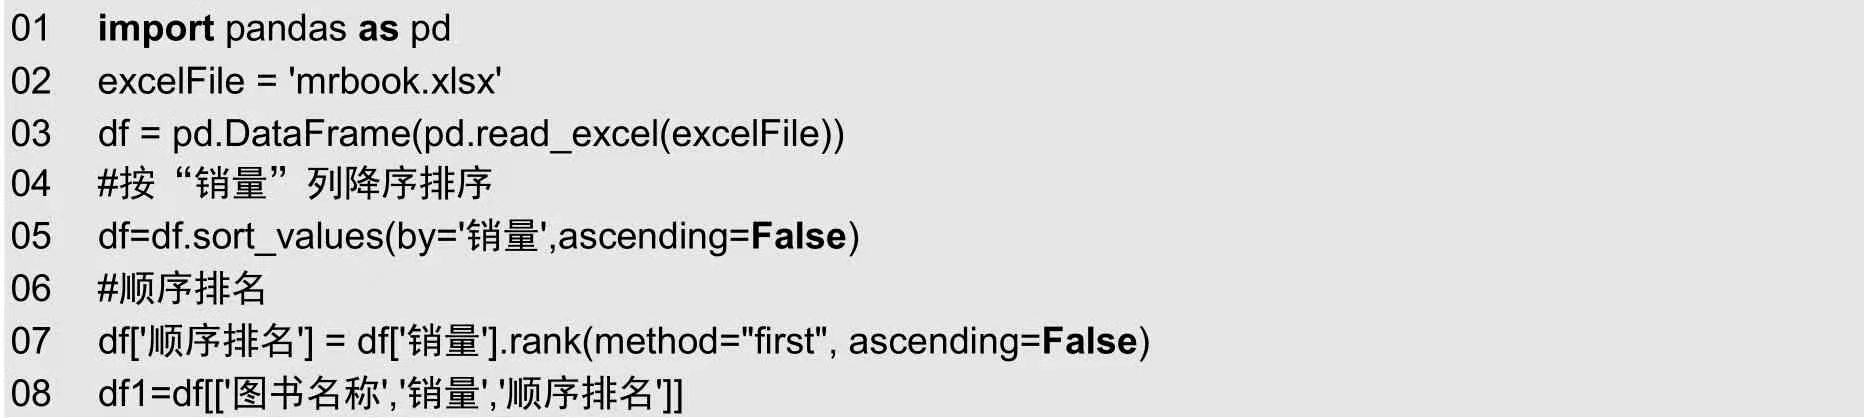 01 import pandas as pd
02 excelFile = 'mrbook.xlsx'
03 df = pd.DataFrame(pd.read_excel(excelFile))
04 #按“销量”列降序排序
05 df=df.sort_values(by='销量',ascending=False)
06 #顺序排名
07 df['顺序排名'] = df['销量'].rank(method="first", ascending=False)
08 df1=df[['图书名称','销量','顺序排名']]